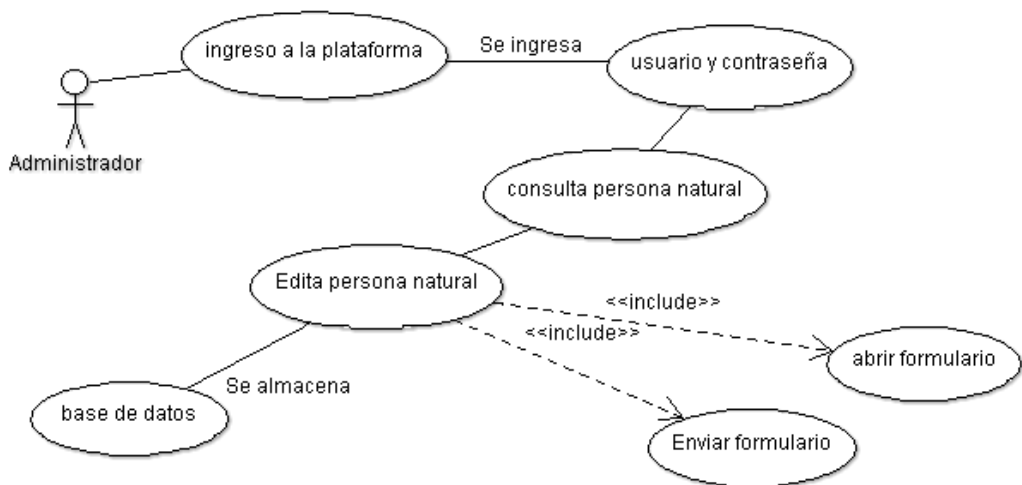 ingreso a la plataforma
Se ingresa
usuario y contraseña
Administrador
consulta persona natural
Edita persona natural
<<include>>
<<include>>
abrir formulario
Se almacena
base de datos
Enviar formulario